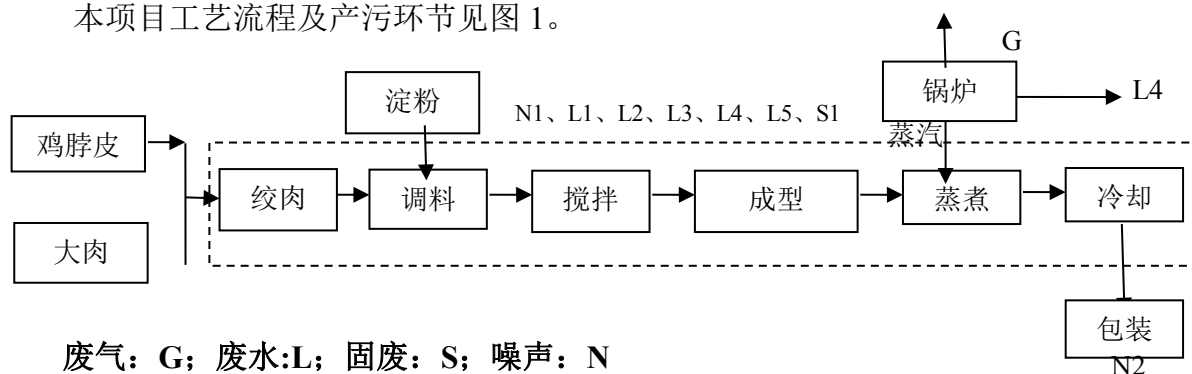 本项目工艺流程及产污环节见图 1。
G
锅炉
L4
淀粉
N1、L1、L2、L3、L4、L5、S1
蒸汽
鸡脖皮
绞肉
调料
搅拌
成型
蒸煮
冷却
大肉
包装
N2
废气：G；废水:L；固废：S；噪声：N